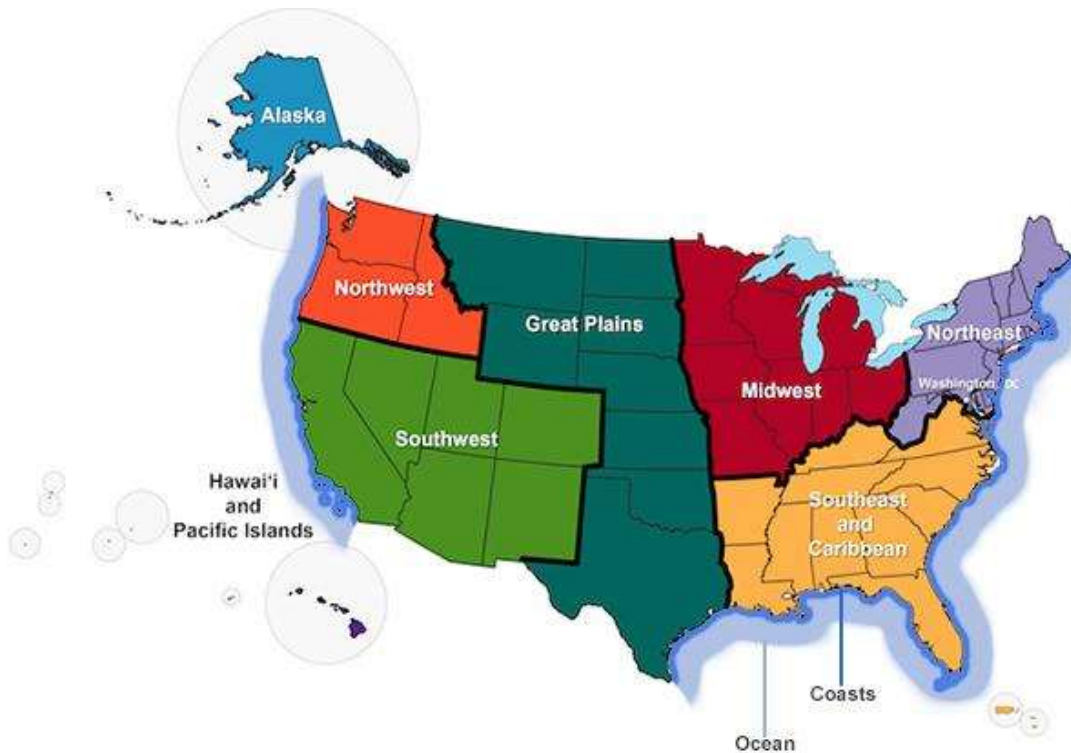 Alaska
Northwest
Great Plains
Northeast
Washington, DC
Midwest
Southwest
Hawai‘i
and
Pacific Islands
Southeast
and
Caribbean
Coasts
Ocean